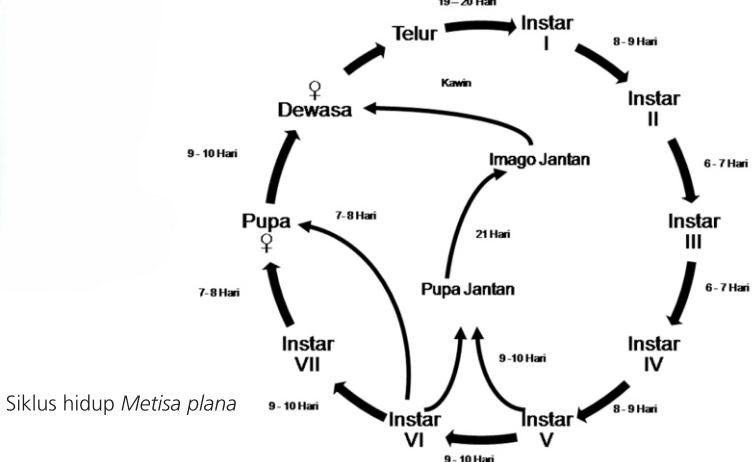 19 – 20 Hari
Telur
Instar
I
8 - 9 Hari
Kawin
♀
Dewasa
Instar
II
9 - 10 Hari
Imago Jantan
6 - 7 Hari
Pupa
♀
7-8 Hari
21 Hari
Instar
III
Pupa Jantan
7- 8 Hari
6 - 7 Hari
Instar
VII
9 -10 Hari
Instar
IV
Siklus hidup Metisa plana
9 - 10 Hari
Instar
VI
Instar
V
8 – 9 Hari
9 - 10 Hari